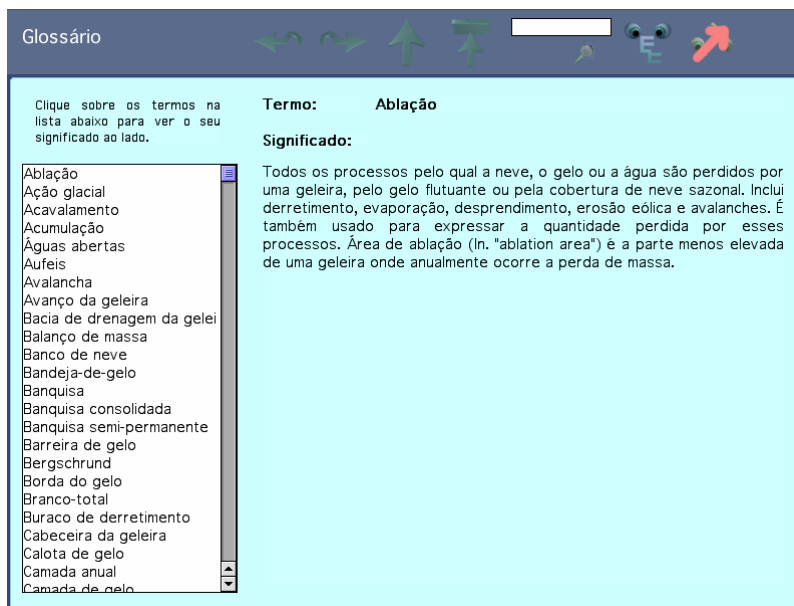 Glossário
Clique sobre os termos na
lista abaixo para ver o seu
significado ao lado.
Ablação
Ação glacial
Acavalamento
Acumulação
Águas abertas
Aufeis
Avalancha
Avanço da geleira
Bacia de drenagem da gelei
Balanço de massa
Banco de neve
Bandeja-de-gelo
Banquisa
Banquisa consolidada
Banquisa semi-permanente
Barreira de gelo
Bergschrund
Borda do gelo
Branco-total
Buraco de derretimento
Cabeceira da geleira
Calota de gelo
Camada anual
Camada de gelo
Termo: Ablação
Significado:
Todos os processos pelo qual a neve, o gelo ou a água são perdidos por
uma geleira, pelo gelo flutuante ou pela cobertura de neve sazonal. Inclui
derretimento, evaporação, desprendimento, erosão eólica e avalanches. É
também usado para expressar a quantidade perdida por esses
processos. Área de ablação (In. "ablation area") é a parte menos elevada
de uma geleira onde anualmente ocorre a perda de massa.